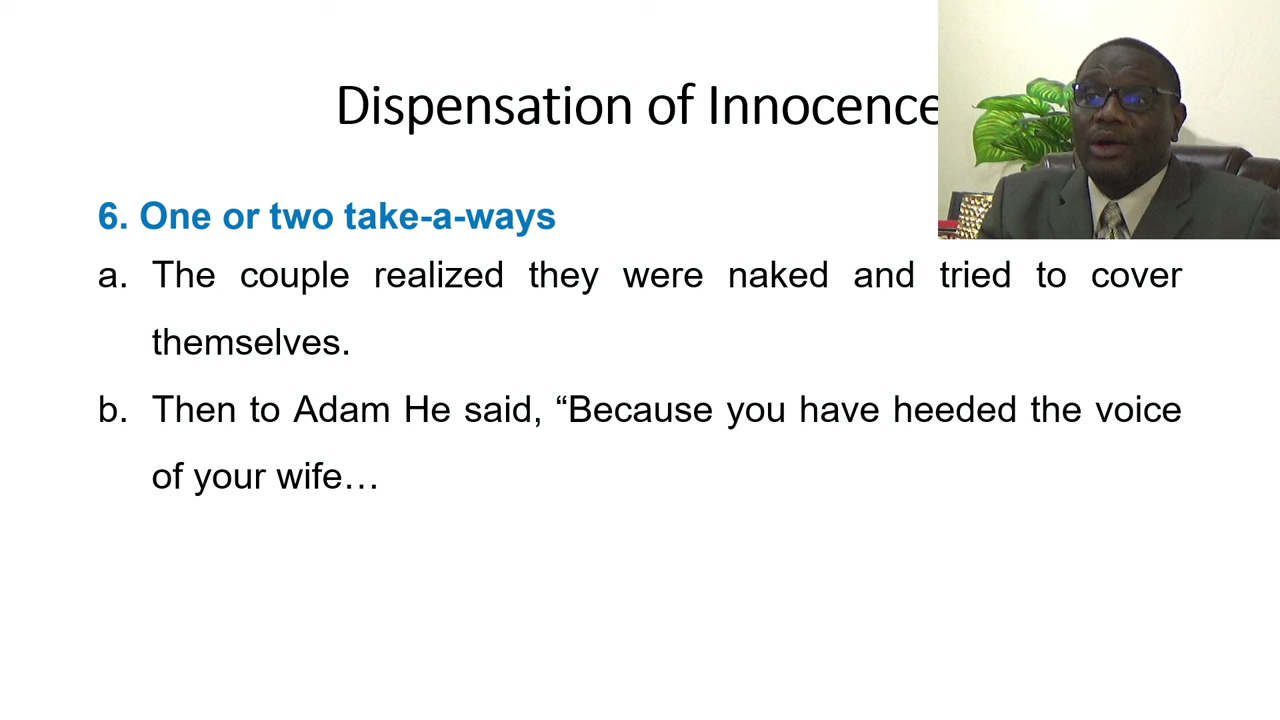 Dispensation of Innocence
6. One or two take-a-ways
a. The couple realized they were naked and tried to cover
themselves.
b. Then to Adam He said, “Because you have heeded the voice
of your wife…